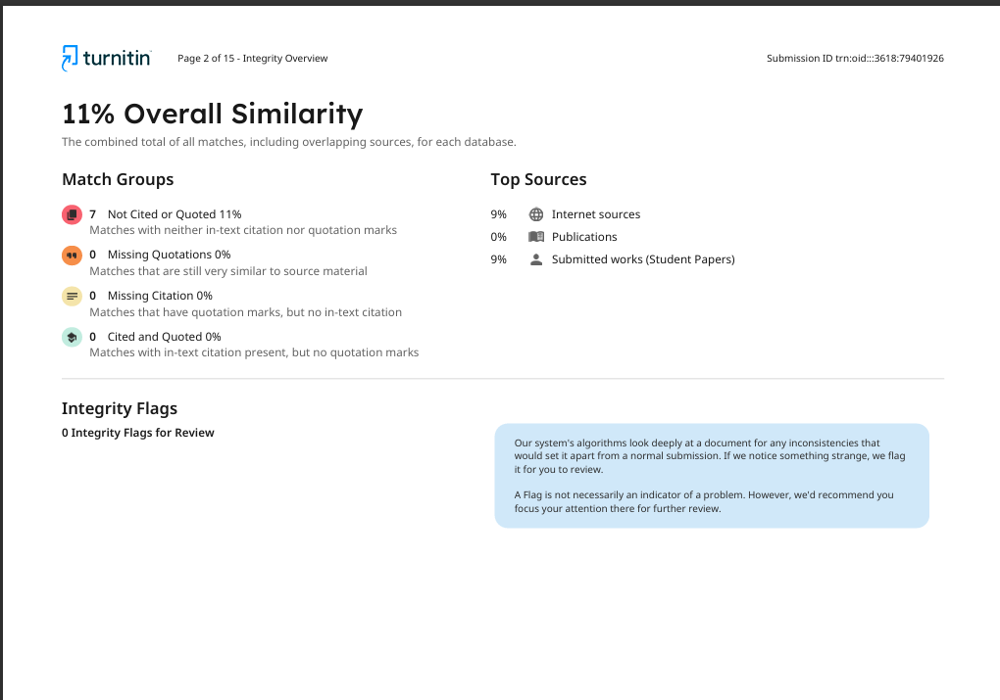 turnitin
Page 2 of 15 - Integrity Overview
Submission ID trn:oid:::3618:79401926
11% Overall Similarity
The combined total of all matches, including overlapping sources, for each database.
Match Groups
7 Not Cited or Quoted 11%
Matches with neither in-text citation nor quotation marks
0 Missing Quotations 0%
Matches that are still very similar to source material
0 Missing Citation 0%
Matches that have quotation marks, but no in-text citation
0 Cited and Quoted 0%
Matches with in-text citation present, but no quotation marks
Top Sources
9% Internet sources
0% Publications
9% Submitted works (Student Papers)
Integrity Flags
0 Integrity Flags for Review
Our system's algorithms look deeply at a document for any inconsistencies that
would set it apart from a normal submission. If we notice something strange, we flag
it for you to review.
A Flag is not necessarily an indicator of a problem. However, we'd recommend you
focus your attention there for further review.